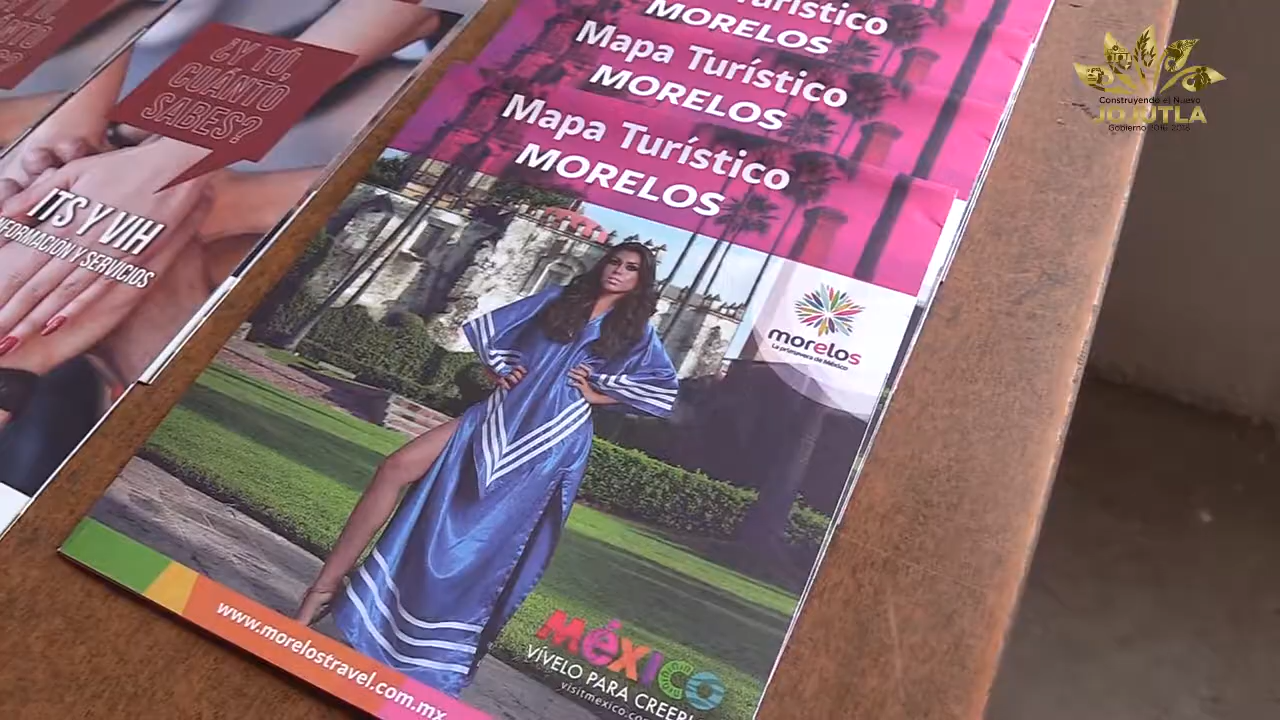 ¿Y TÚ,
CUÁNTO
SABES?
ITS Y VIH
INFORMACIÓN Y SERVICIOS
Turístico
MORELOS
Mapa Turístico
MORELOS
Mapa Turístico
MORELOS
morelos
La primavera de México
www.morelostravel.com.mx
MéXICO
VÍVELO PARA CREERLO
visitmexico.com
Construyendo el Nuevo
JOJUTLA
Gobierno 2016-2018